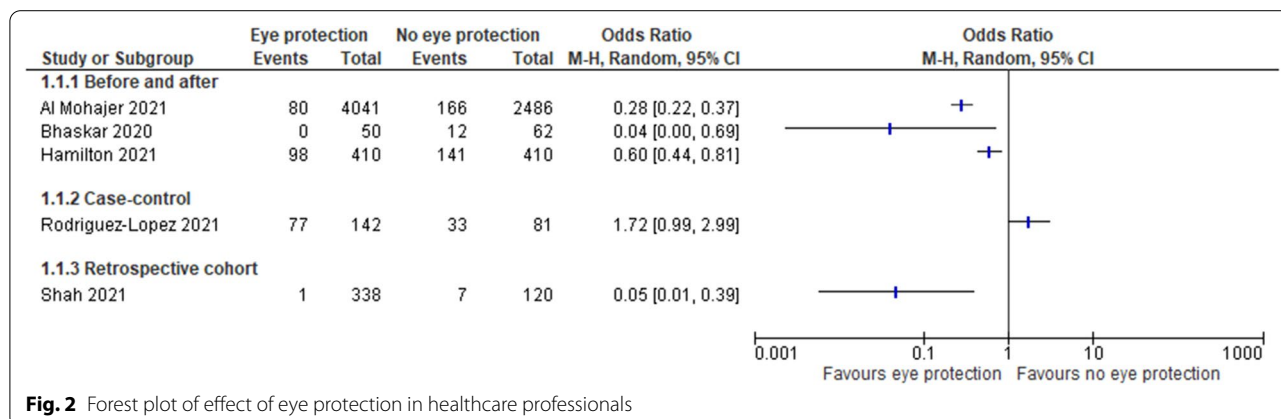 Eye protection No eye protection Odds Ratio Odds Ratio
Study or Subgroup Events Total Events Total M-H, Random, 95% CI M-H, Random, 95% CI
1.1.1 Before and after
Al Mohajer 2021 80 4041 166 2486 0.28 [0.22, 0.37]
Bhaskar 2020 0 50 12 62 0.04 [0.00, 0.69]
Hamilton 2021 98 410 141 410 0.60 [0.44, 0.81]
1.1.2 Case-control
Rodriguez-Lopez 2021 77 142 33 81 1.72 [0.99, 2.99]
1.1.3 Retrospective cohort
Shah 2021 1 338 7 120 0.05 [0.01, 0.39]
0.001 0.1 1 10 1000
Favours eye protection Favours no eye protection
Fig. 2 Forest plot of effect of eye protection in healthcare professionals